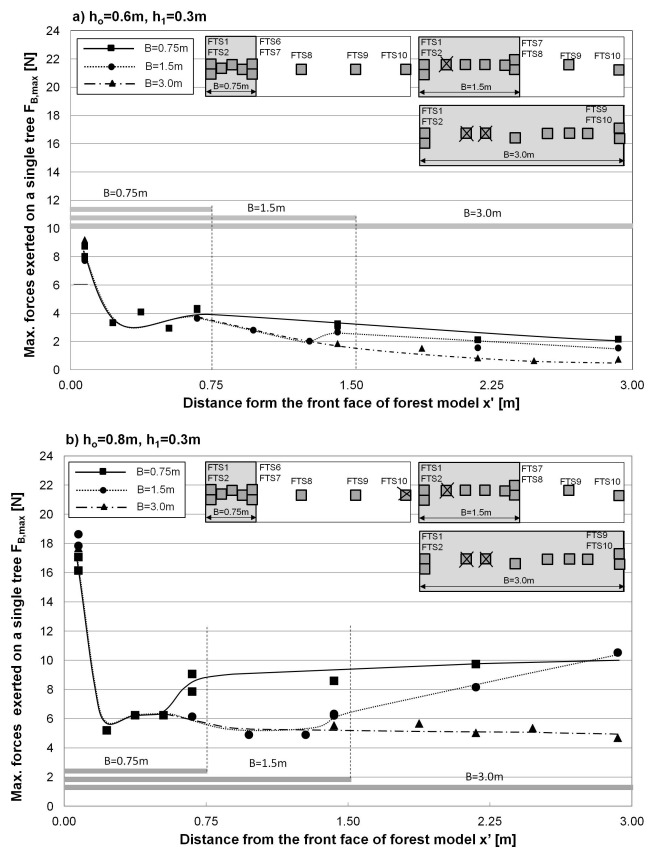 a) ho=0.6m, h1=0.3m
Max. forces exerted on a single tree FB,max [N]
24
22
20
18
16
14
12
10
8
6
4
2
0
B=0.75m
B=1.5m
B=3.0m
FTS1
FTS2
FTS6
FTS7
FTS8
FTS9
FTS10
B=0.75m
FTS1
FTS2
FTS7
FTS8
FTS9
FTS10
B=1.5m
FTS1
FTS2
FTS9
FTS10
B=3.0m
B=0.75m
B=1.5m
B=3.0m
0.00
0.75
1.50
2.25
3.00
Distance form the front face of forest model x' [m]
b) ho=0.8m, h1=0.3m
Max. forces exerted on a single tree FB,max [N]
24
22
20
18
16
14
12
10
8
6
4
2
0
B=0.75m
B=1.5m
B=3.0m
FTS1
FTS2
FTS6
FTS7
FTS8
FTS9
FTS10
B=0.75m
FTS1
FTS2
FTS7
FTS8
FTS9
FTS10
B=1.5m
FTS1
FTS2
FTS9
FTS10
B=3.0m
B=0.75m
B=1.5m
B=3.0m
0.00
0.75
1.50
2.25
3.00
Distance from the front face of forest model x' [m]